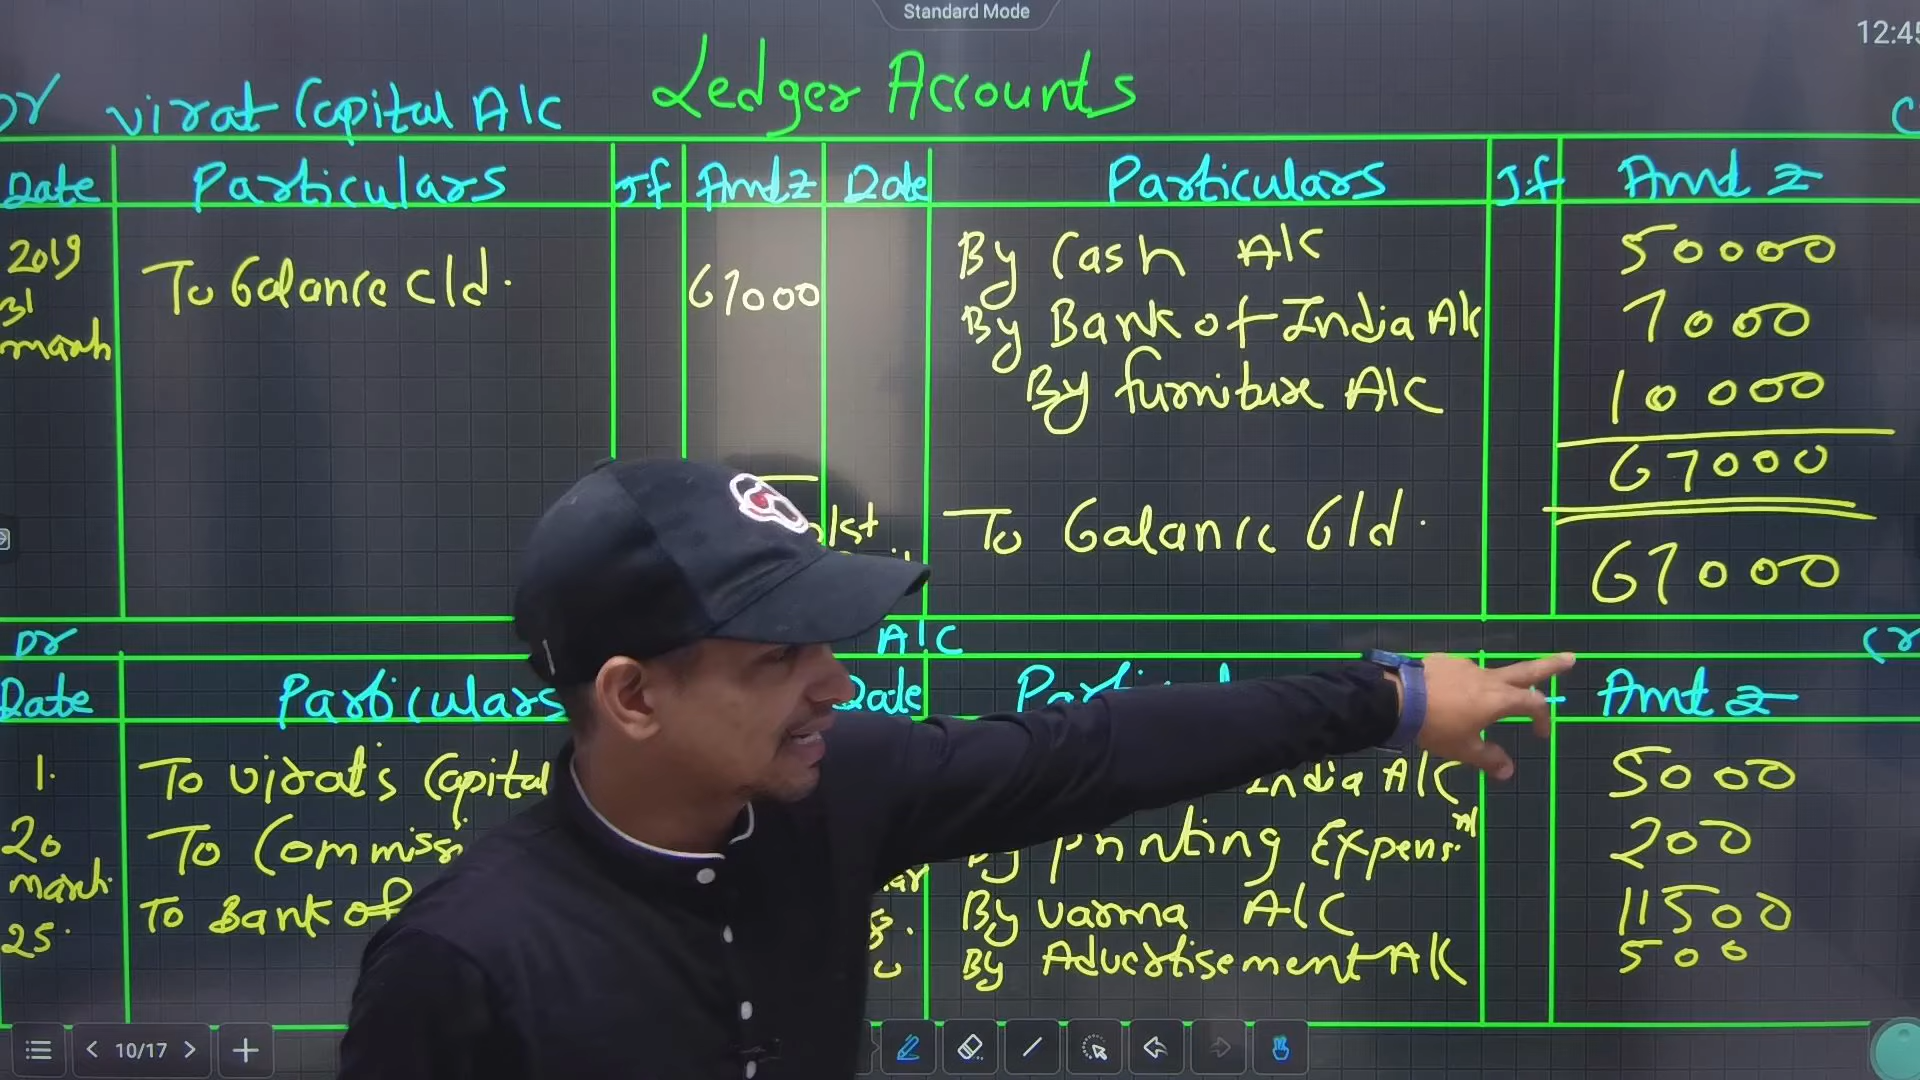 Standard Mode
12:45
Ledger Accounts
Dr Virat Capital A/C
Date Particulars J.f Amt ₹ Date Particulars J.f Amt ₹
2019
31
march
To Balance c/d. 67000
By Cash A/C 50000
By Bank of India A/C 7000
By furniture A/C 10000
67000
1st To Balance b/d.
67000
Dr A/C (r
Date Particulars Date Amt ₹
1. To Virat's Capital India A/C 5000
20 march To Commiss By Printing Expens. 200
25. To Bank of By Varma A/C 11500
By Advertisement A/C 500
10/17